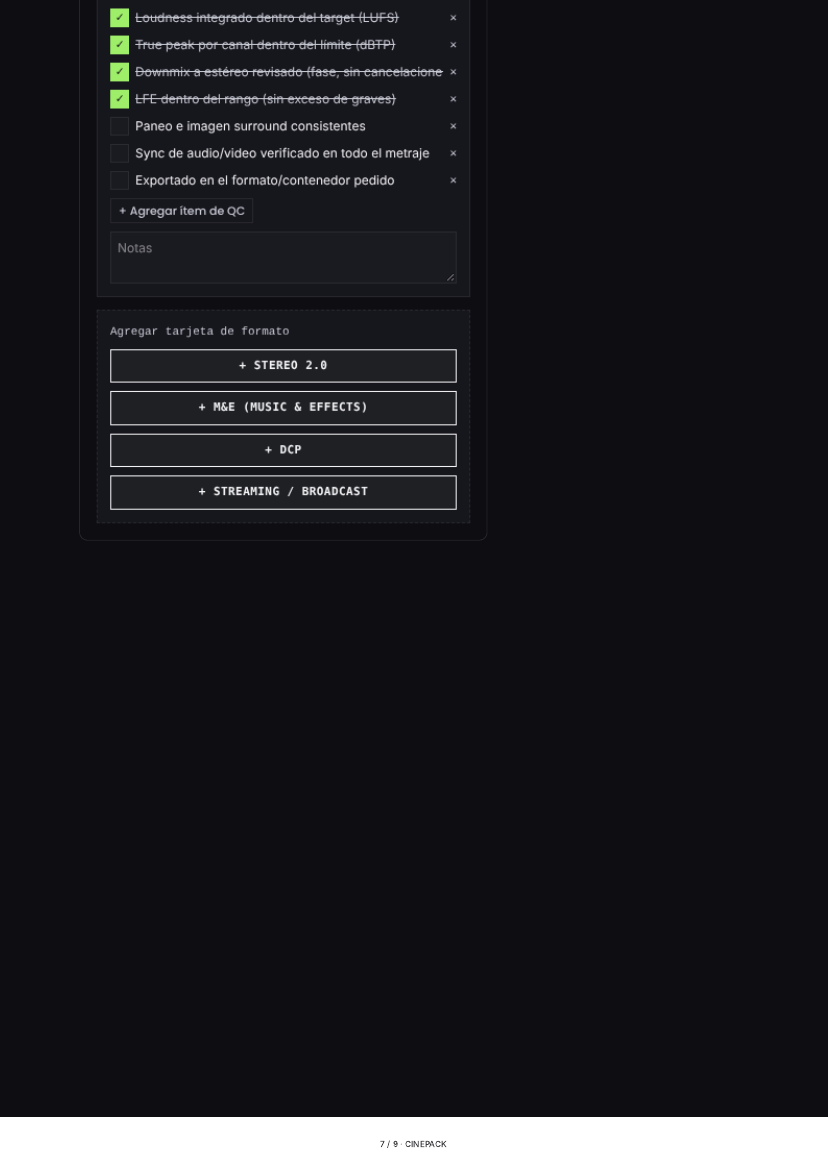 ✓ Loudness integrado dentro del target (LUFS) ×
✓ True peak por canal dentro del límite (dBTP) ×
✓ Downmix a estéreo revisado (fase, sin cancelacione ×
✓ LFE dentro del rango (sin exceso de graves) ×
Paneo e imagen surround consistentes ×
Sync de audio/video verificado en todo el metraje ×
Exportado en el formato/contenedor pedido ×
+ Agregar ítem de QC
Notas
Agregar tarjeta de formato
+ STEREO 2.0
+ M&E (MUSIC & EFFECTS)
+ DCP
+ STREAMING / BROADCAST
7 / 9 · CINEPACK